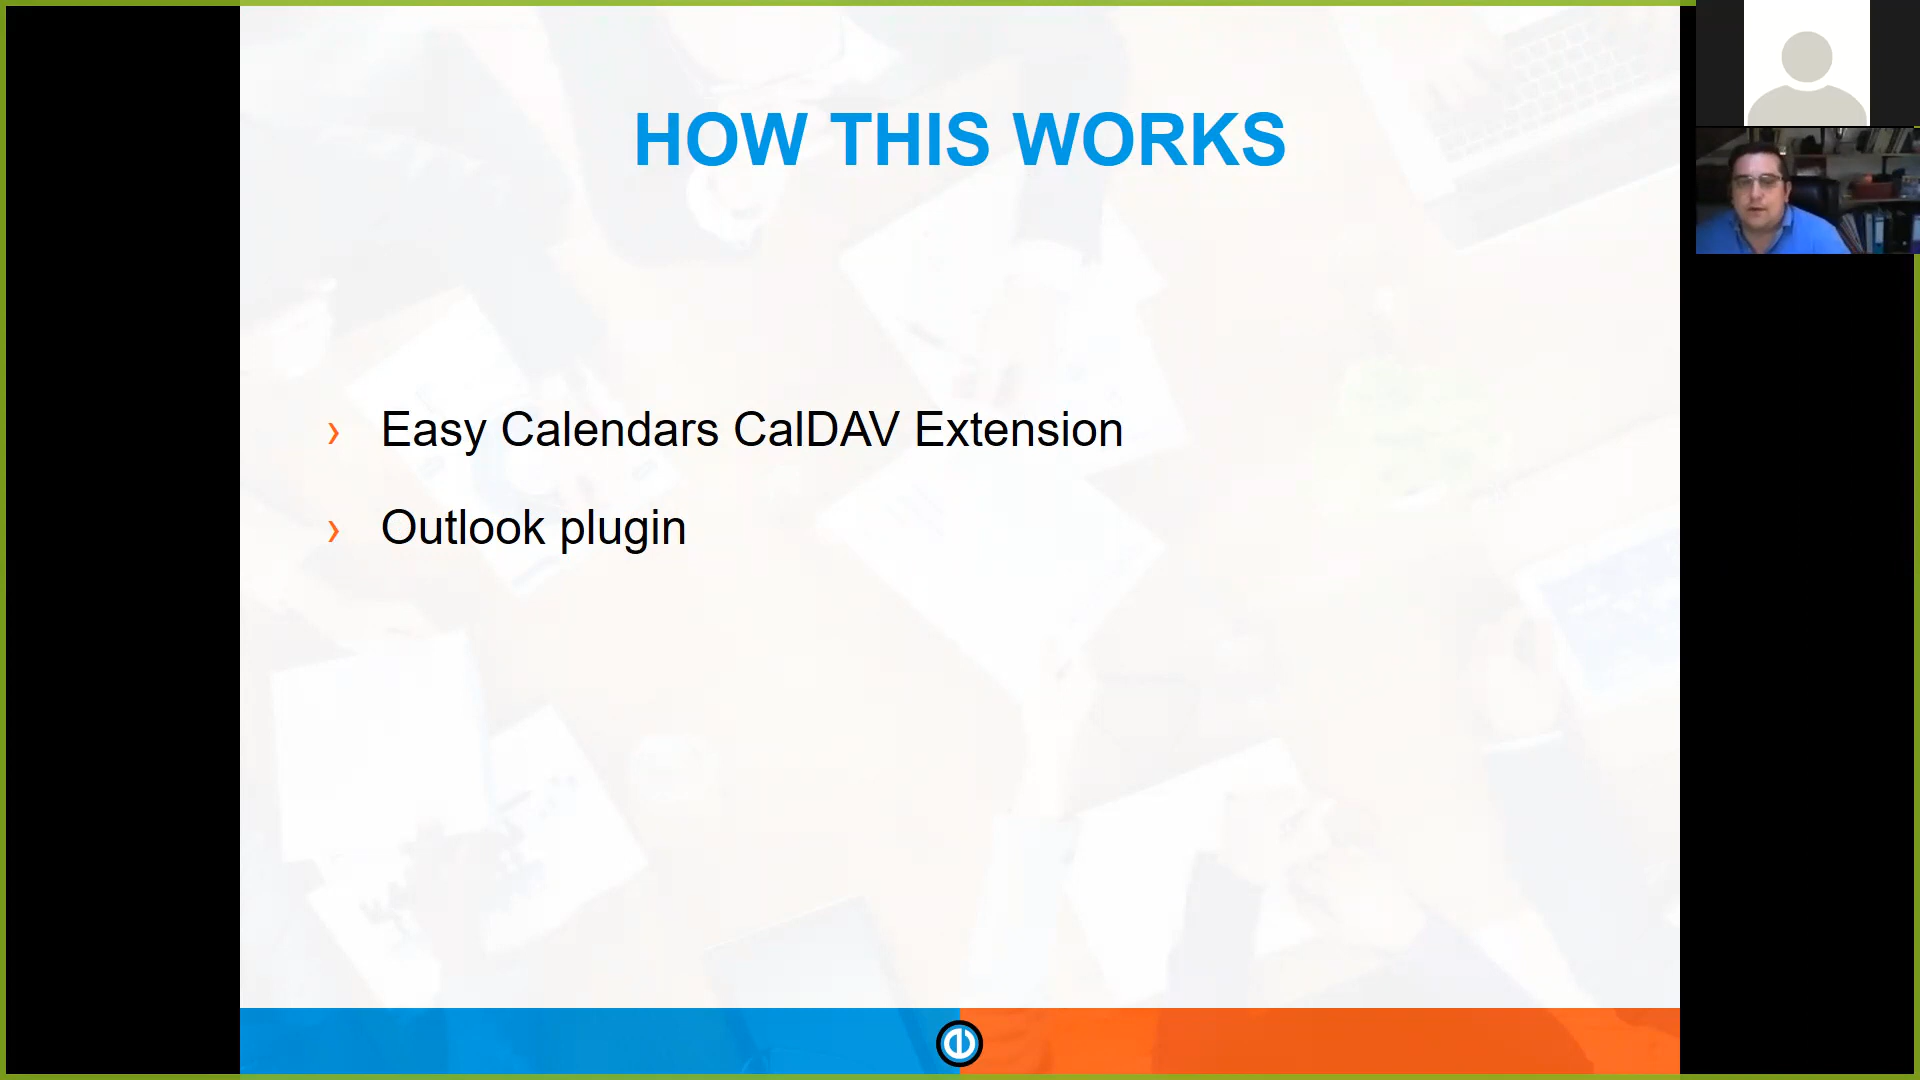 HOW THIS WORKS
› Easy Calendars CalDAV Extension
› Outlook plugin